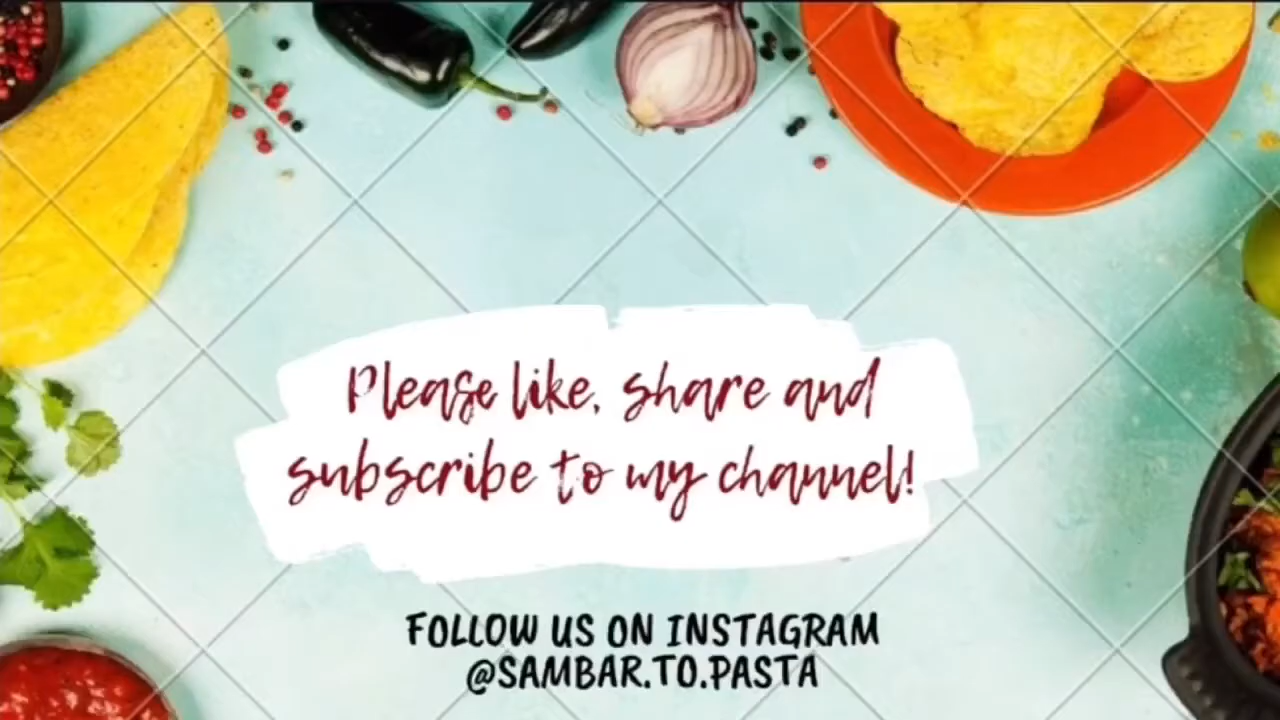 Please like, share and
subscribe to my channel!
FOLLOW US ON INSTAGRAM
@SAMBAR.TO.PASTA